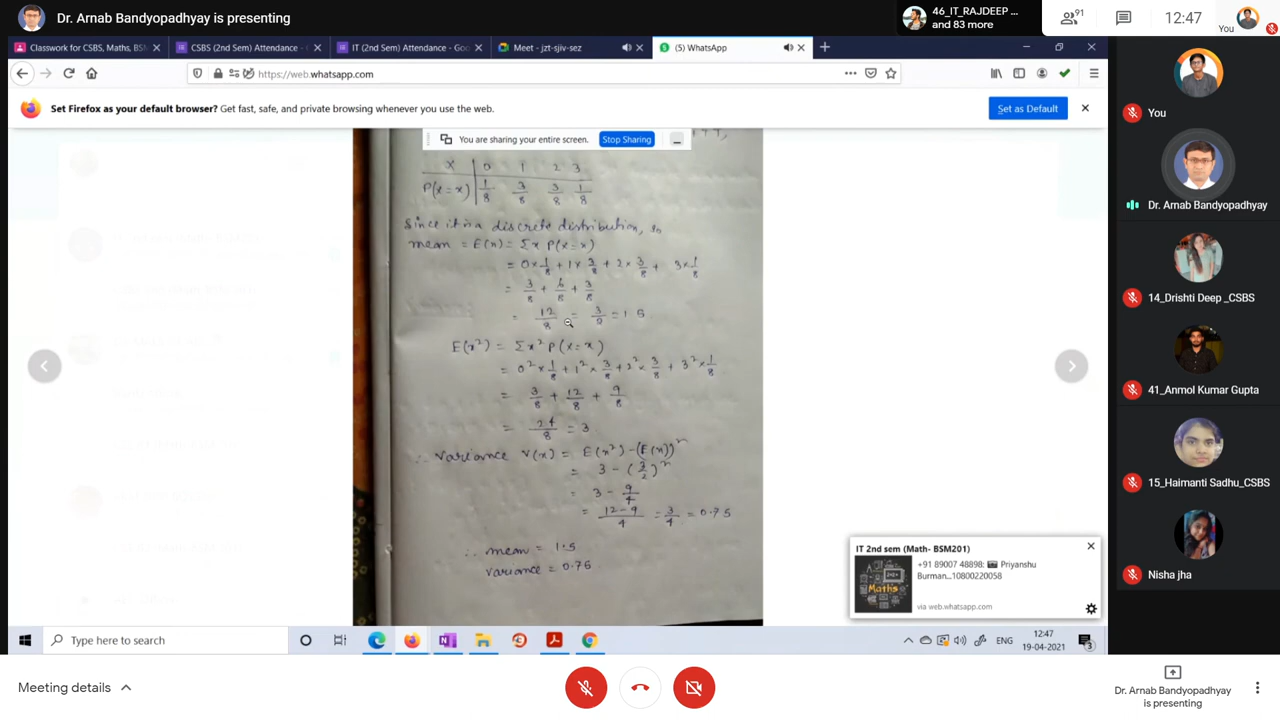 Dr. Arnab Bandyopadhyay is presenting
46_IT_RAJDEEP ...
and 83 more
91
12:47
You
Classwork for CSBS, Maths, BS
CSBS (2nd Sem) Attendance -
IT (2nd Sem) Attendance - Goo
Meet - jzt-sjiv-sez
(5) WhatsApp
https://web.whatsapp.com
Set Firefox as your default browser? Get fast, safe, and private browsing whenever you use the web.
Set as Default
You are sharing your entire screen.
Stop Sharing
x 0 1 2 3
P(x=x) 1/8 3/8 3/8 1/8
Since it is a discrete distribution, so
mean = E(x) = Σx P(x=x)
= 0×1/8 + 1×3/8 + 2×3/8 + 3×1/8
= 3/8 + 6/8 + 3/8
= 12/8 = 3/2 = 1.5
E(x²) = Σx² P(x=x)
= 0²×1/8 + 1²×3/8 + 2²×3/8 + 3²×1/8
= 3/8 + 12/8 + 9/8
= 24/8 = 3.
∴ Variance V(x) = E(x²) - (E(x))²
= 3 - (3/2)²
= 3 - 9/4
= 12-9/4 = 3/4 = 0.75
∴ mean = 1.5
variance = 0.75
IT 2nd sem (Math- BSM201)
+91 89007 48898: Priyanshu
Burman...10800220058
via web.whatsapp.com
Maths
Type here to search
ENG
12:47
19-04-2021
3
You
Dr. Arnab Bandyopadhyay
14_Drishti Deep _CSBS
41_Anmol Kumar Gupta
15_Haimanti Sadhu_CSBS
Nisha jha
Meeting details
Dr. Arnab Bandyopadhyay
is presenting